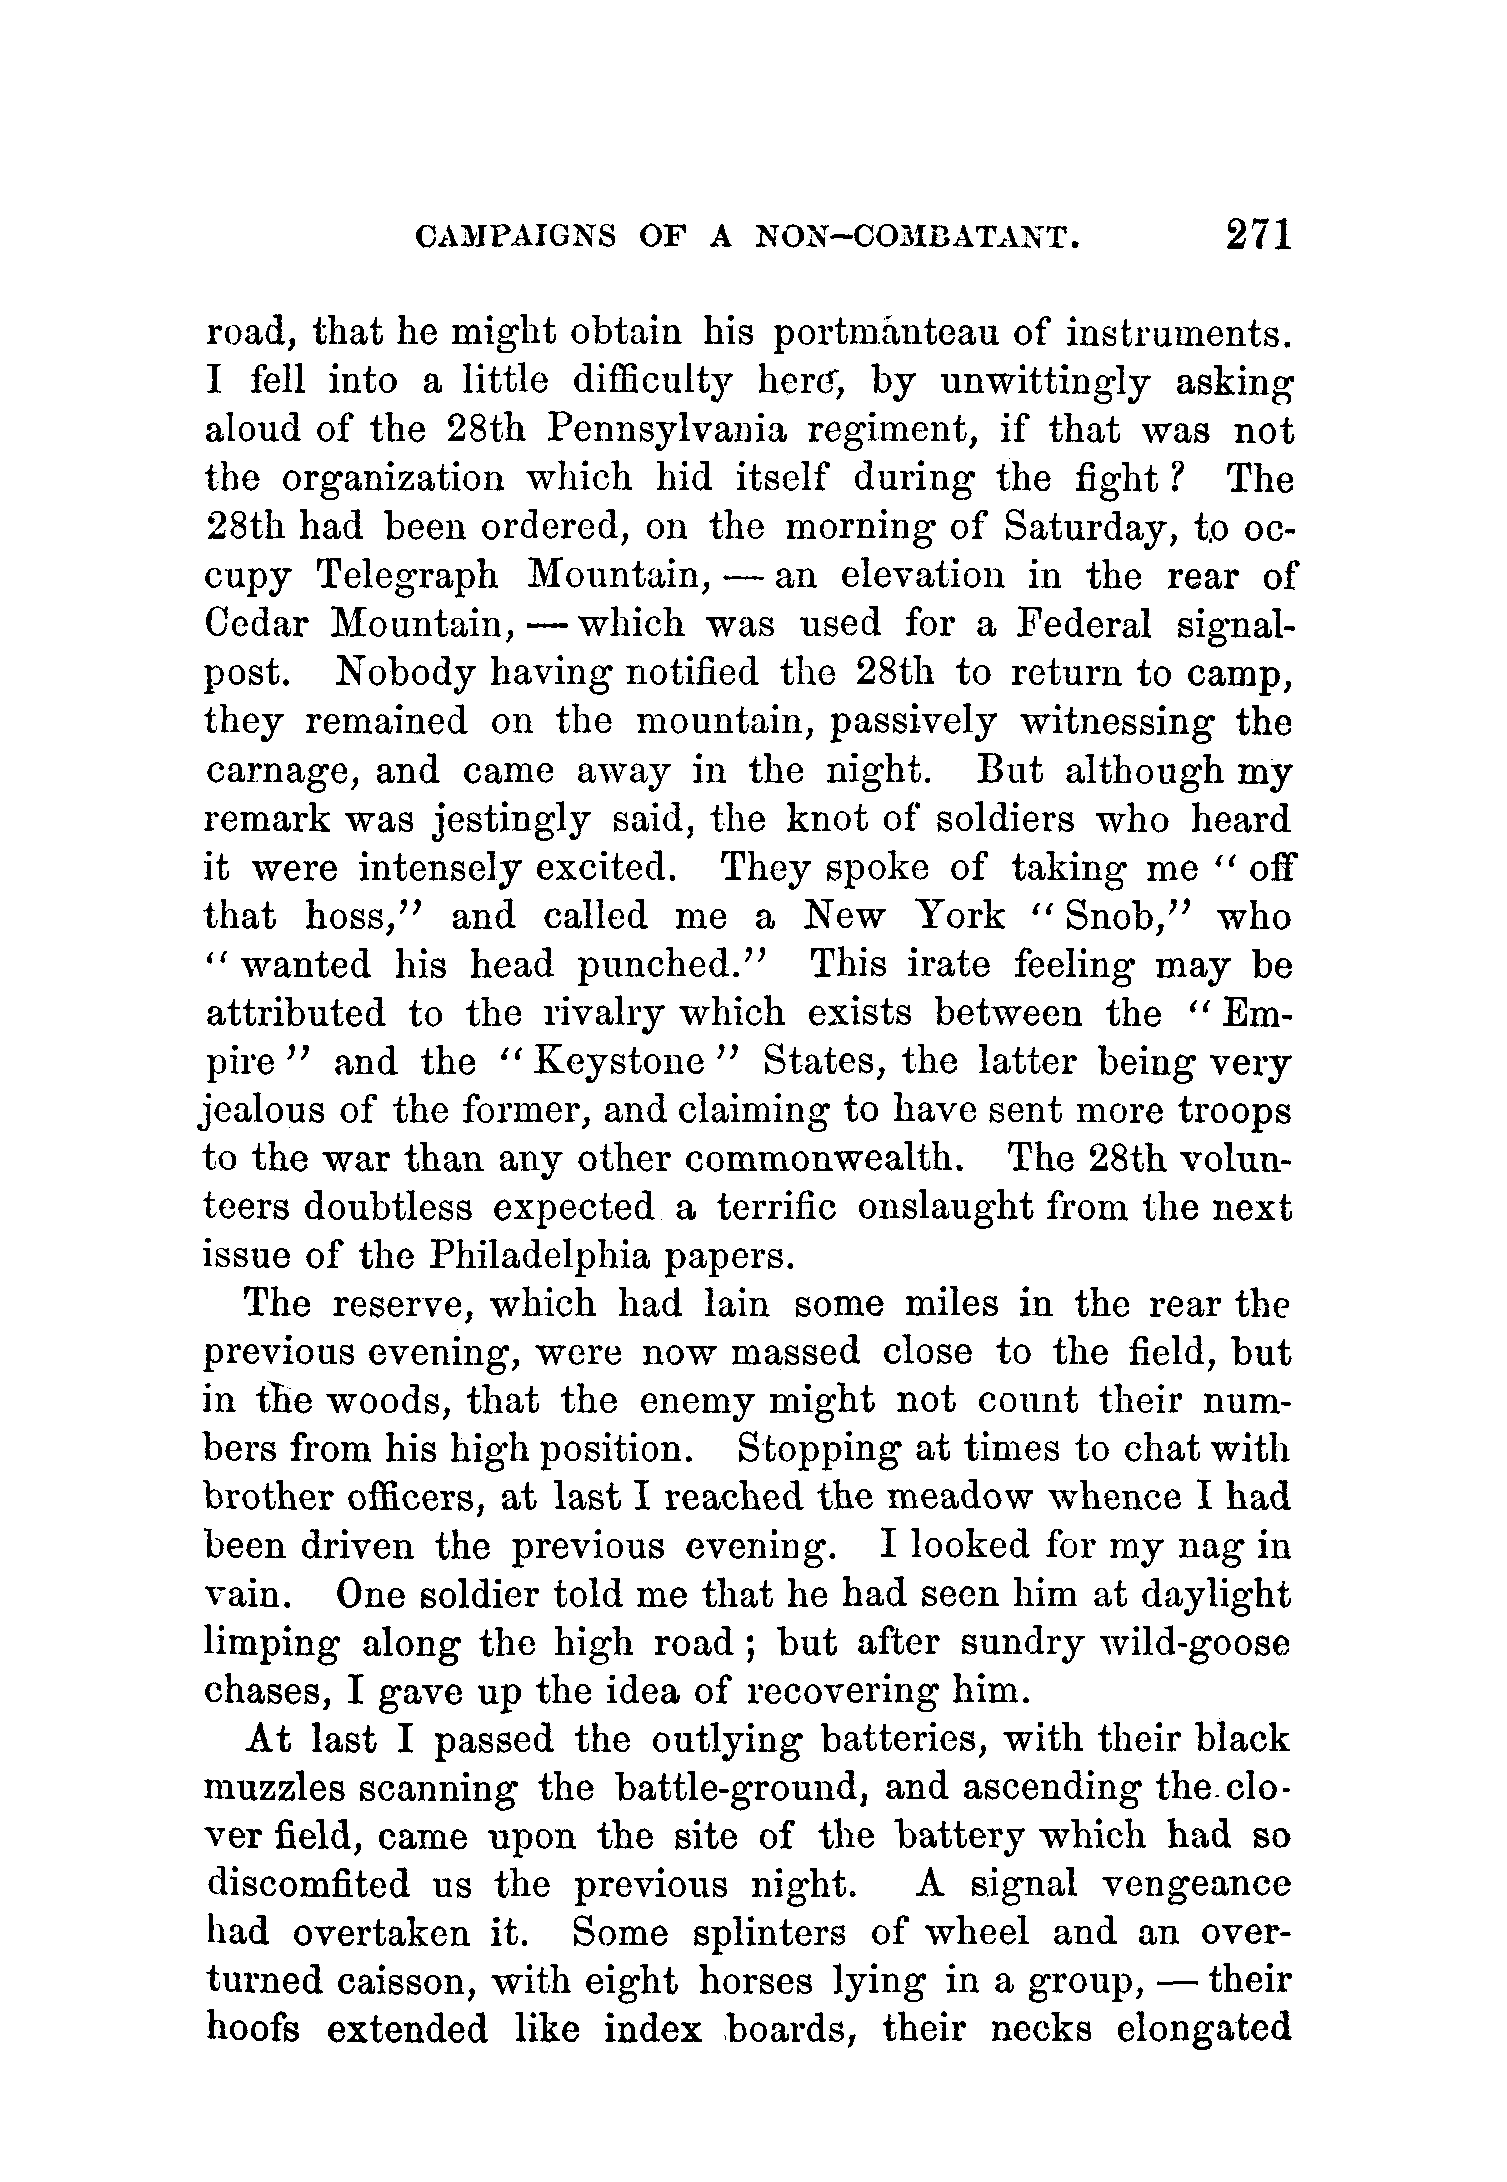 CAMPAIGNS OF A NON-COMBATANT. 271
road, that he might obtain his portmanteau of instruments.
I fell into a little difficulty here, by unwittingly asking
aloud of the 28th Pennsylvania regiment, if that was not
the organization which hid itself during the fight ? The
28th had been ordered, on the morning of Saturday, to oc-
cupy Telegraph Mountain, — an elevation in the rear of
Cedar Mountain, — which was used for a Federal signal-
post. Nobody having notified the 28th to return to camp,
they remained on the mountain, passively witnessing the
carnage, and came away in the night. But although my
remark was jestingly said, the knot of soldiers who heard
it were intensely excited. They spoke of taking me " off
that hoss," and called me a New York " Snob," who
" wanted his head punched." This irate feeling may be
attributed to the rivalry which exists between the " Em-
pire " and the " Keystone " States, the latter being very
jealous of the former, and claiming to have sent more troops
to the war than any other commonwealth. The 28th volun-
teers doubtless expected a terrific onslaught from the next
issue of the Philadelphia papers.
The reserve, which had lain some miles in the rear the
previous evening, were now massed close to the field, but
in the woods, that the enemy might not count their num-
bers from his high position. Stopping at times to chat with
brother officers, at last I reached the meadow whence I had
been driven the previous evening. I looked for my nag in
vain. One soldier told me that he had seen him at daylight
limping along the high road ; but after sundry wild-goose
chases, I gave up the idea of recovering him.
At last I passed the outlying batteries, with their black
muzzles scanning the battle-ground, and ascending the clo-
ver field, came upon the site of the battery which had so
discomfited us the previous night. A signal vengeance
had overtaken it. Some splinters of wheel and an over-
turned caisson, with eight horses lying in a group, — their
hoofs extended like index boards, their necks elongated